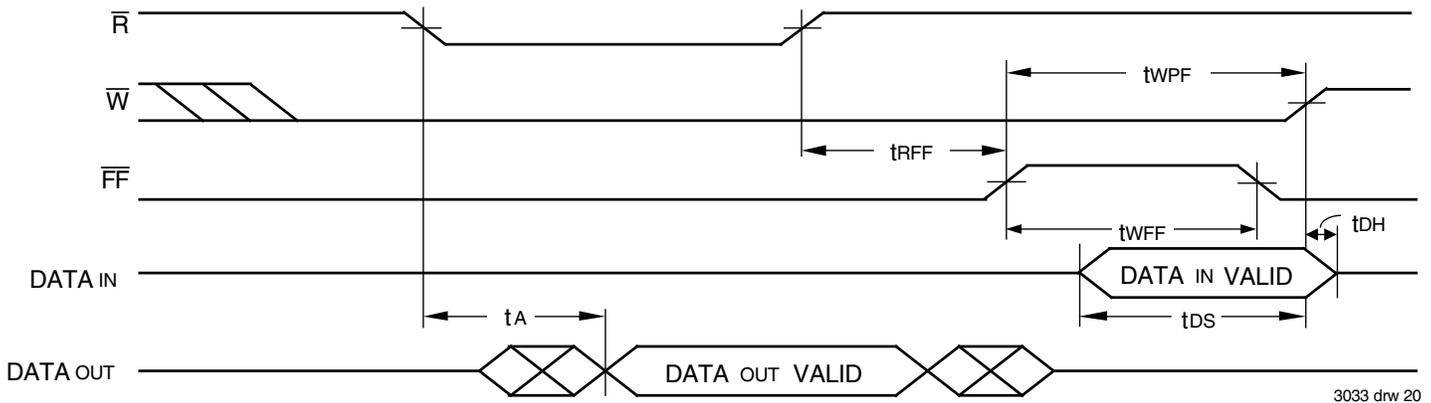 R
W
tWPF
tRFF
FF
tWFF
tDH
DATA IN
DATA IN VALID
tDS
tA
DATA OUT
DATA OUT VALID
3033 drw 20